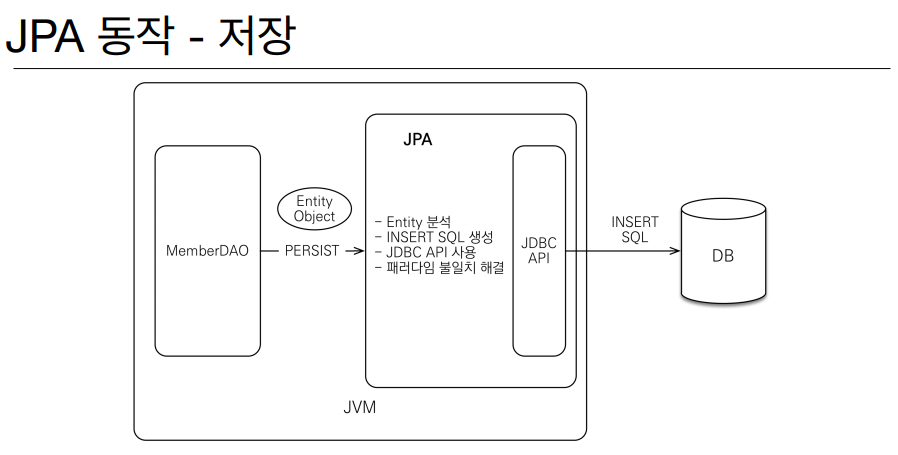 JPA 동작 - 저장
JPA
Entity
Object
MemberDAO
PERSIST
- Entity 분석
- INSERT SQL 생성
- JDBC API 사용
- 패러다임 불일치 해결
JDBC
API
INSERT
SQL
DB
JVM